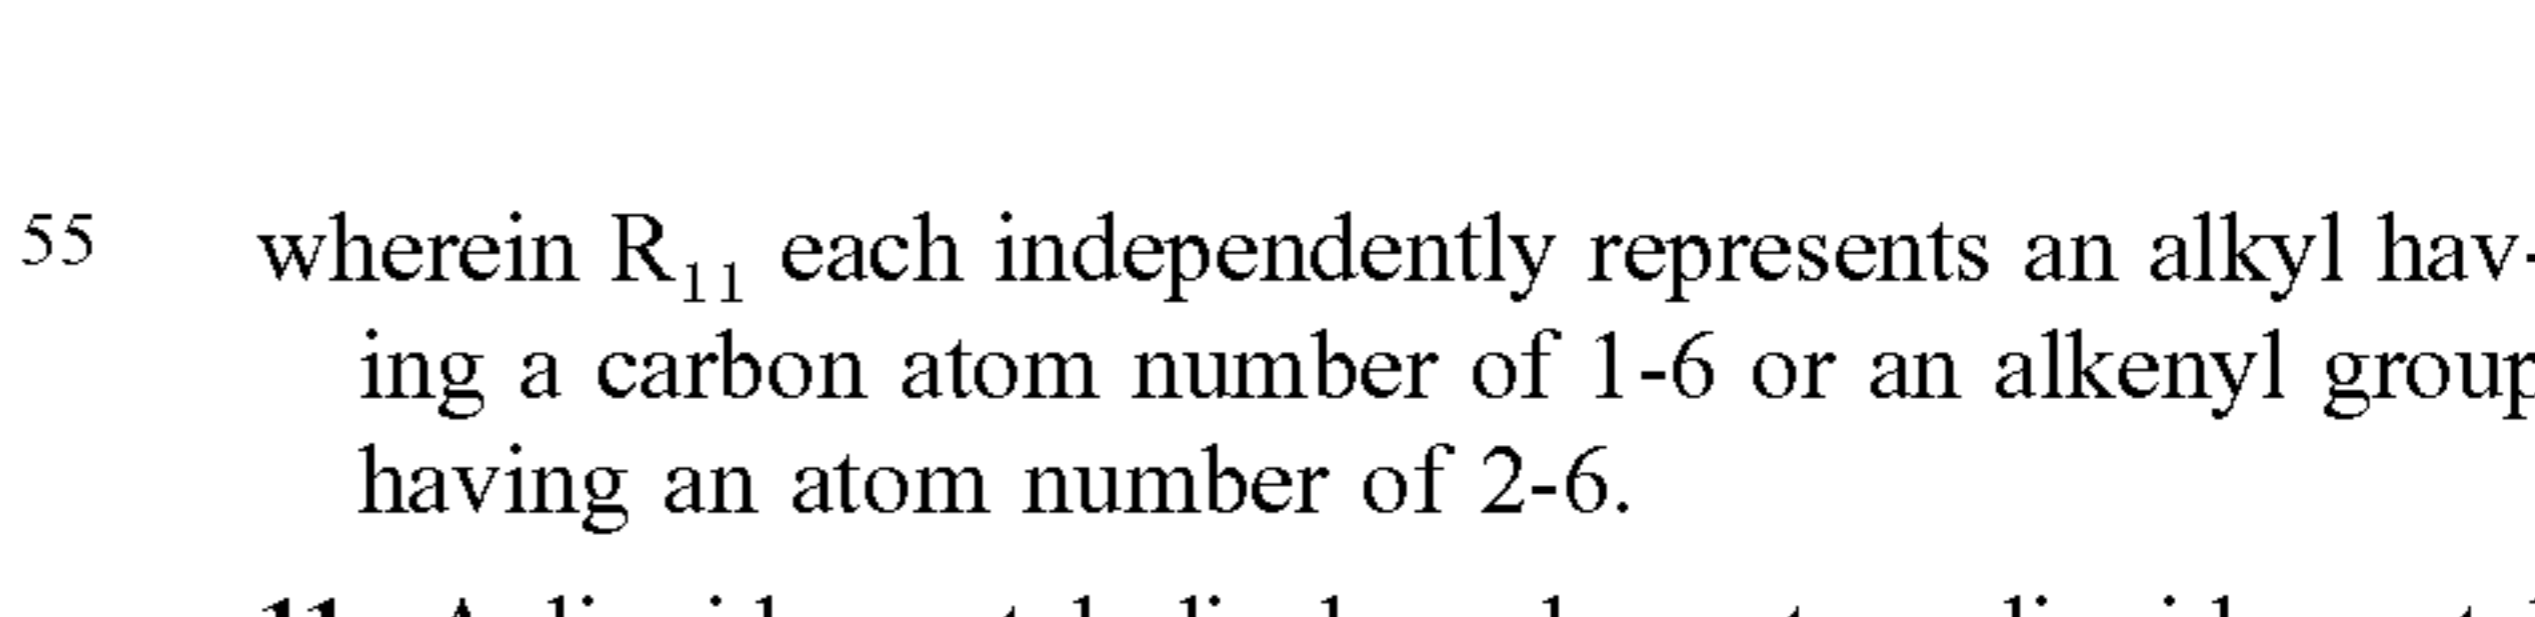 55 wherein R₁₁ each independently represents an alkyl hav-
ing a carbon atom number of 1-6 or an alkenyl group
having an atom number of 2-6.